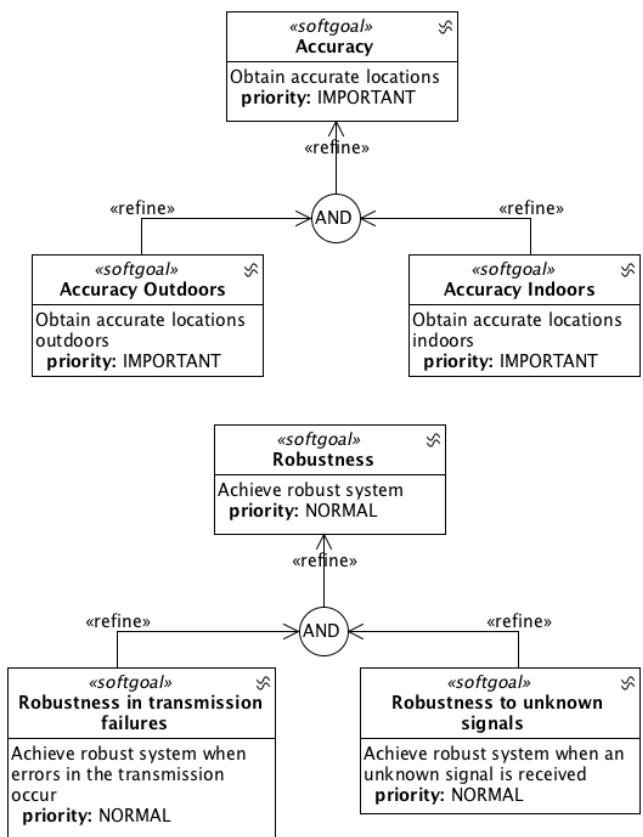 «softgoal»
Accuracy
Obtain accurate locations
priority: IMPORTANT
«refine»
«refine»
AND
«refine»
«softgoal»
Accuracy Outdoors
Obtain accurate locations
outdoors
priority: IMPORTANT
«softgoal»
Accuracy Indoors
Obtain accurate locations
indoors
priority: IMPORTANT
«softgoal»
Robustness
Achieve robust system
priority: NORMAL
«refine»
«refine»
AND
«refine»
«softgoal»
Robustness in transmission
failures
Achieve robust system when
errors in the transmission
occur
priority: NORMAL
«softgoal»
Robustness to unknown
signals
Achieve robust system when an
unknown signal is received
priority: NORMAL